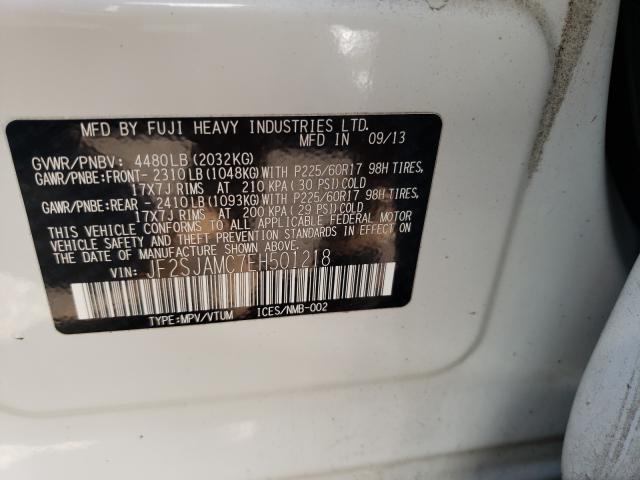 MFD BY FUJI HEAVY INDUSTRIES LTD.
MFD IN 09/13
GVWR/PNBV: 4480LB (2032KG)
GAWR/PNBE:FRONT- 2310LB (1048KG)WITH P225/60R17 98H TIRES,
17X7J RIMS AT 210 KPA (30 PSI)COLD
GAWR/PNBE:REAR - 2410LB (1093KG)WITH P225/60R17 98H TIRES,
17X7J RIMS AT 200 KPA (29 PSI)COLD
THIS VEHICLE CONFORMS TO ALL APPLICABLE FEDERAL MOTOR
VEHICLE SAFETY AND THEFT PREVENTION STANDARDS IN EFFECT ON
THE DATE OF MANUFACTURE SHOWN ABOVE.
VIN: JF2SJAMC7EH501218
TYPE:MPV/VTUM ICES/NMB-002